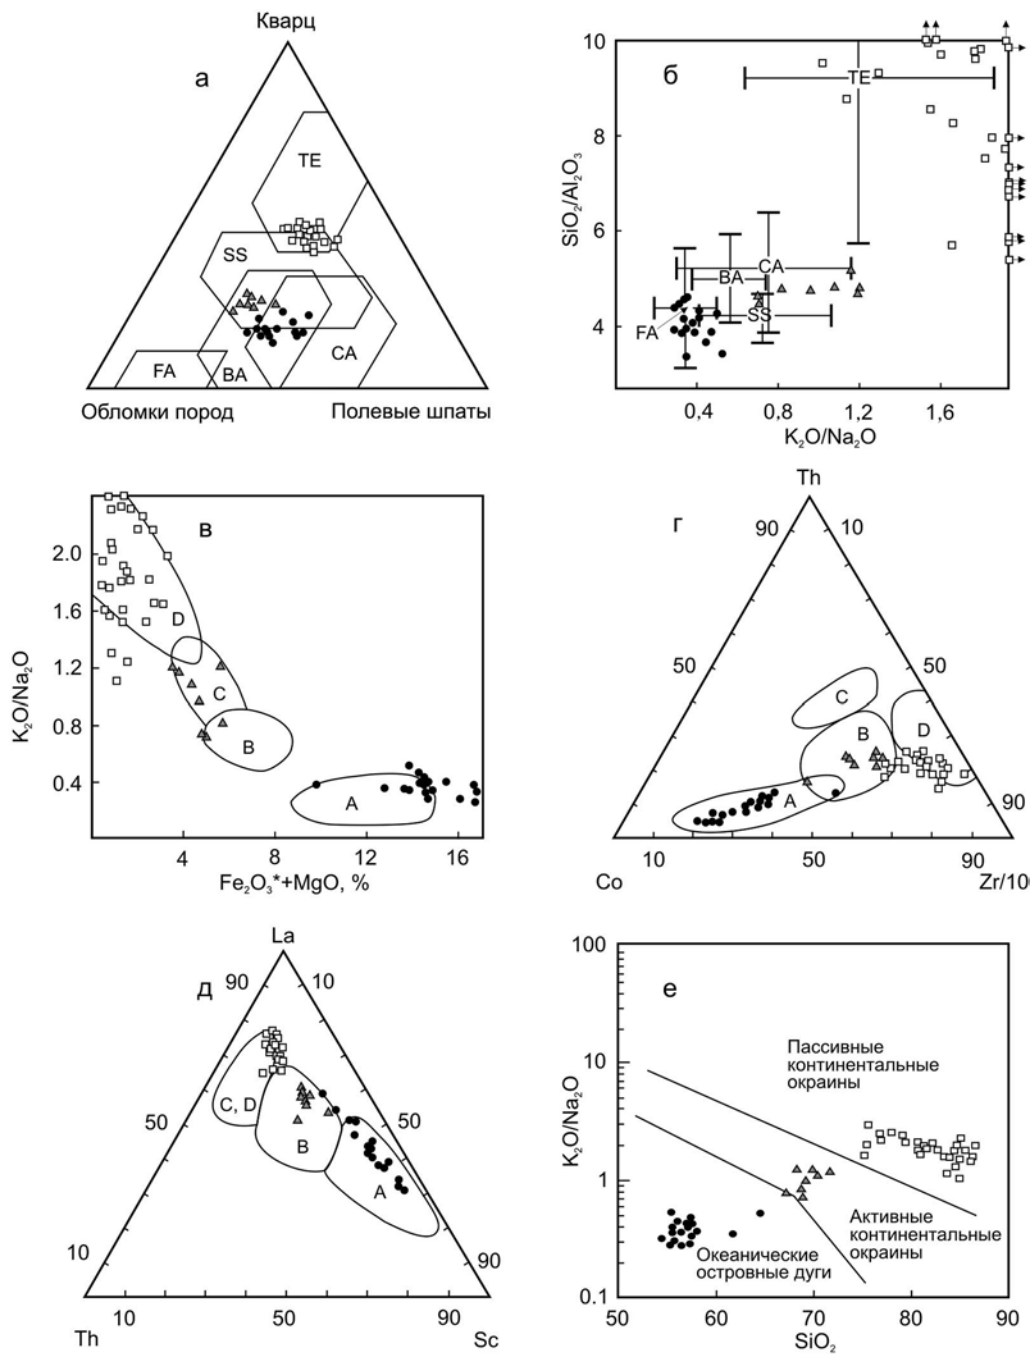 Кварц
а
TE
SS
FA
BA
CA
Обломки пород
Полевые шпаты
б
10
8
6
4
SiO₂/Al₂O₃
TE
CA
BA
SS
FA
0,4
0,8
1,2
1,6
K₂O/Na₂O
в
2.0
1.6
1.2
0.8
0.4
K₂O/Na₂O
D
C
B
A
4
8
12
16
Fe₂O₃*+MgO, %
Th
г
90
10
50
50
C
B
D
A
90
10
50
90
Co
Zr/10
La
д
90
10
50
50
C, D
B
A
10
90
10
50
90
Th
Sc
е
100
10
1
0.1
K₂O/Na₂O
Пассивные
континентальные
окраины
Активные
континентальные
окраины
Океанические
островные дуги
50
60
70
80
90
SiO₂